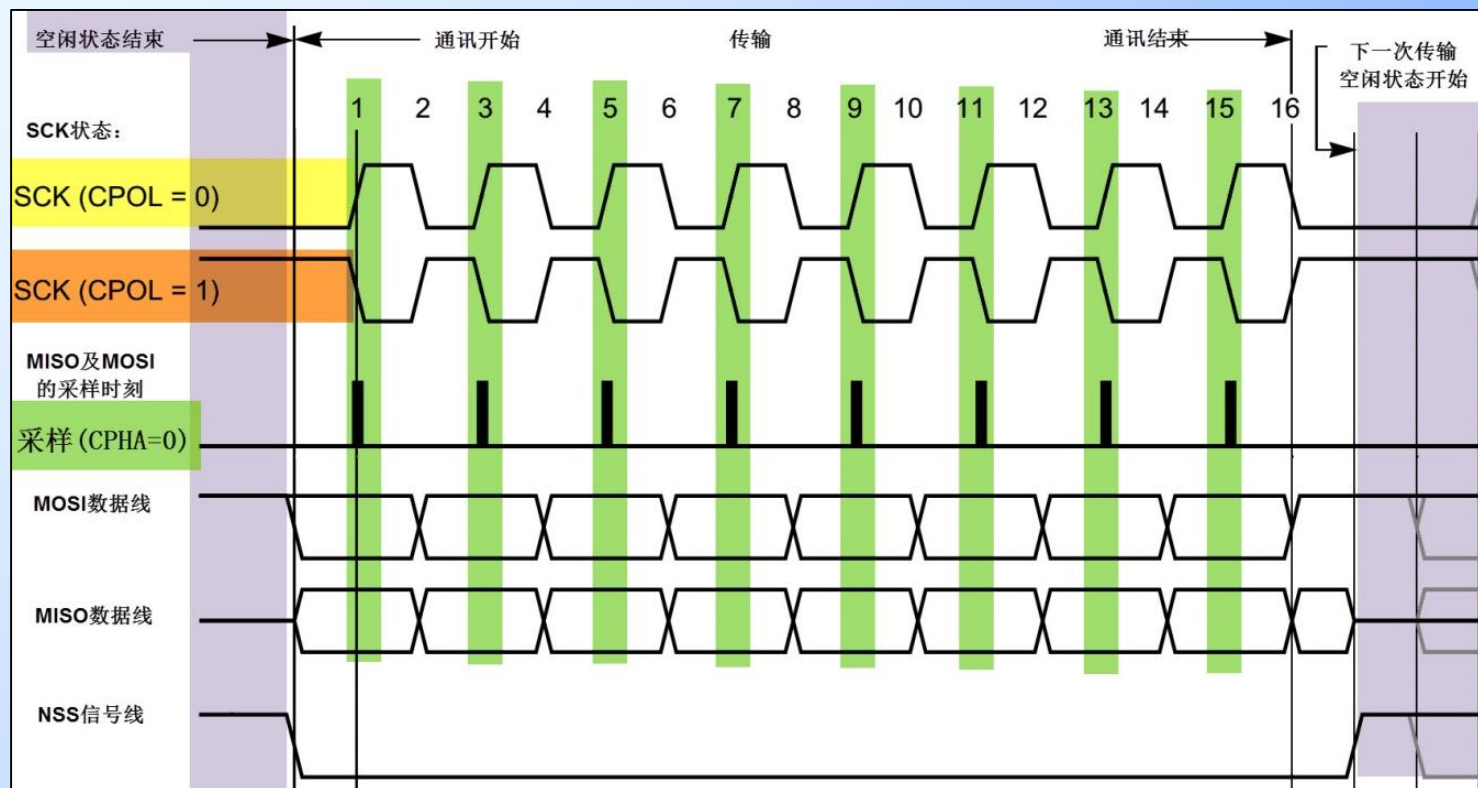 空闲状态结束
通讯开始
传输
通讯结束
下一次传输
空闲状态开始
1 2 3 4 5 6 7 8 9 10 11 12 13 14 15 16
SCK状态：
SCK (CPOL = 0)
SCK (CPOL = 1)
MISO及MOSI
的采样时刻
采样(CPHA=0)
MOSI数据线
MISO数据线
NSS信号线